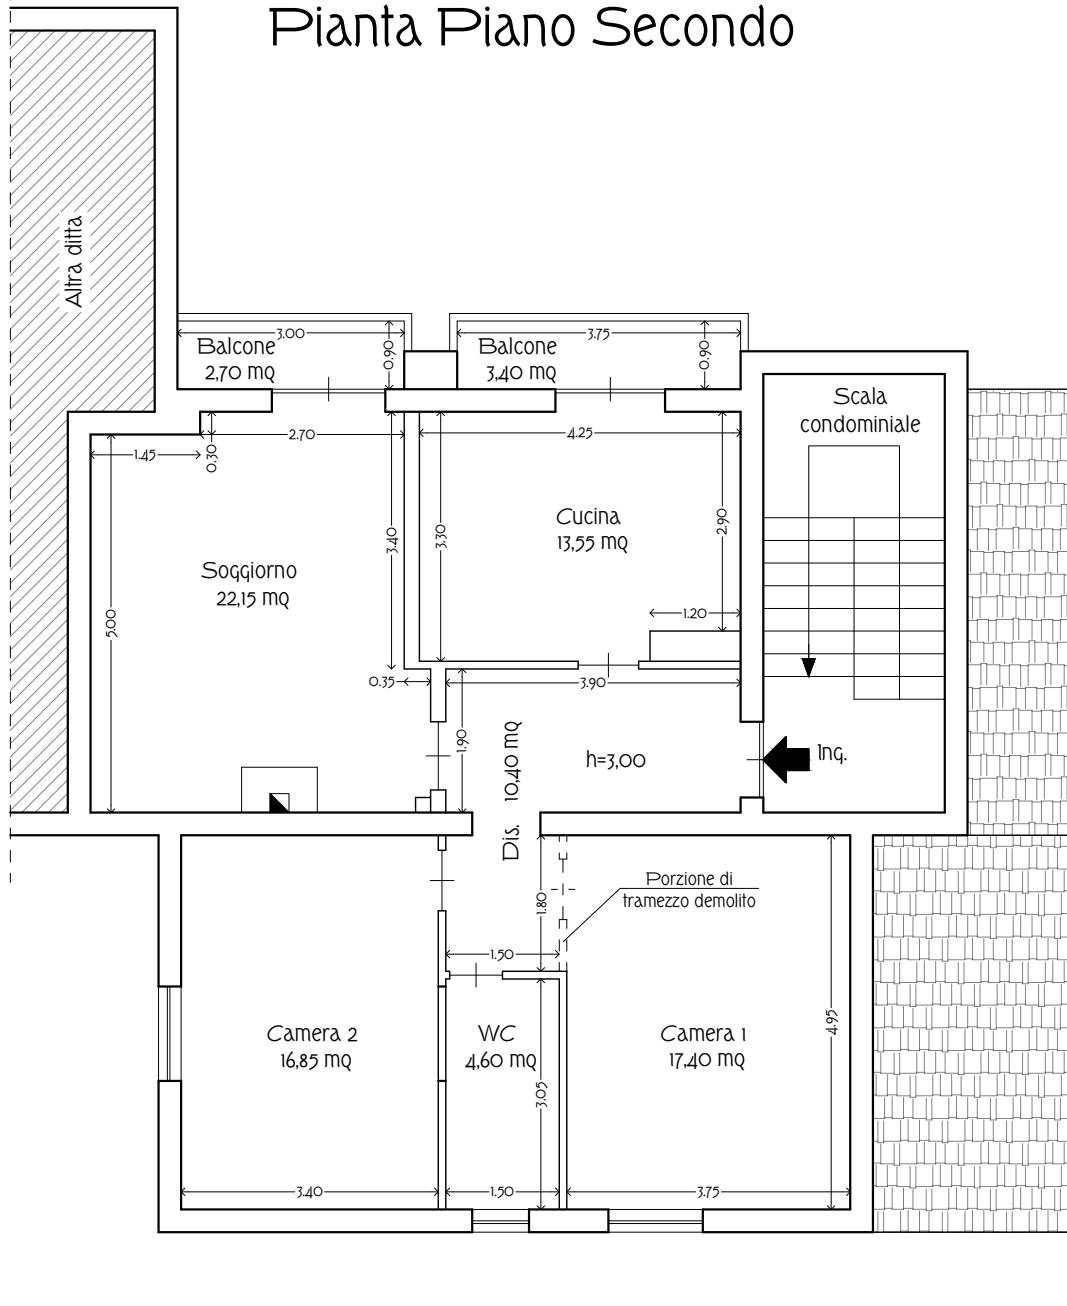 Pianta Piano Secondo
Altra ditta
3.00
Balcone
2,70 mq
0.90
3.75
Balcone
3,40 mq
0.90
Scala
condominiale
1.45
0.30
2.70
4.25
3.40
3.30
Cucina
13,55 mq
2.90
Soggiorno
22,15 mq
5.00
1.20
0.35
3.90
1.90
Dis. 10,40 mq
h=3,00
Ing.
Porzione di
tramezzo demolito
1.80
1.50
Camera 2
16,85 mq
WC
4,60 mq
Camera 1
17,40 mq
4.95
3.05
3.40
1.50
3.75